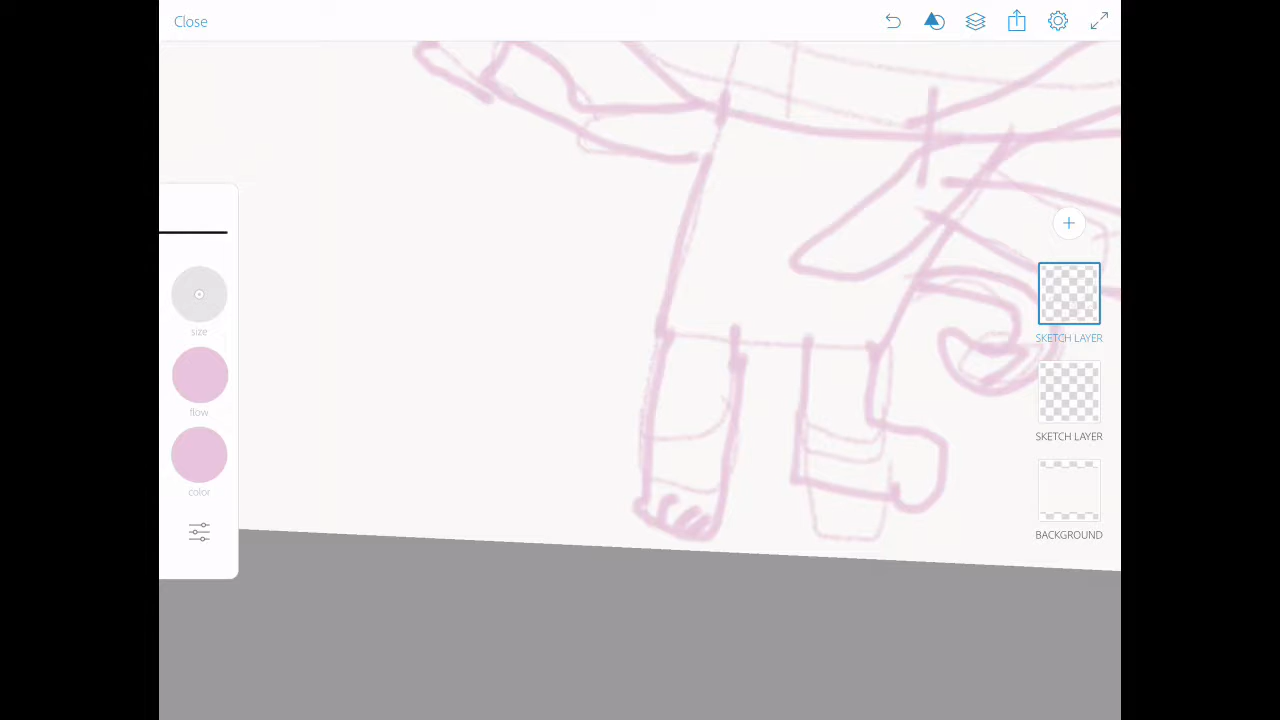 Close
size
flow
color
SKETCH LAYER
SKETCH LAYER
BACKGROUND